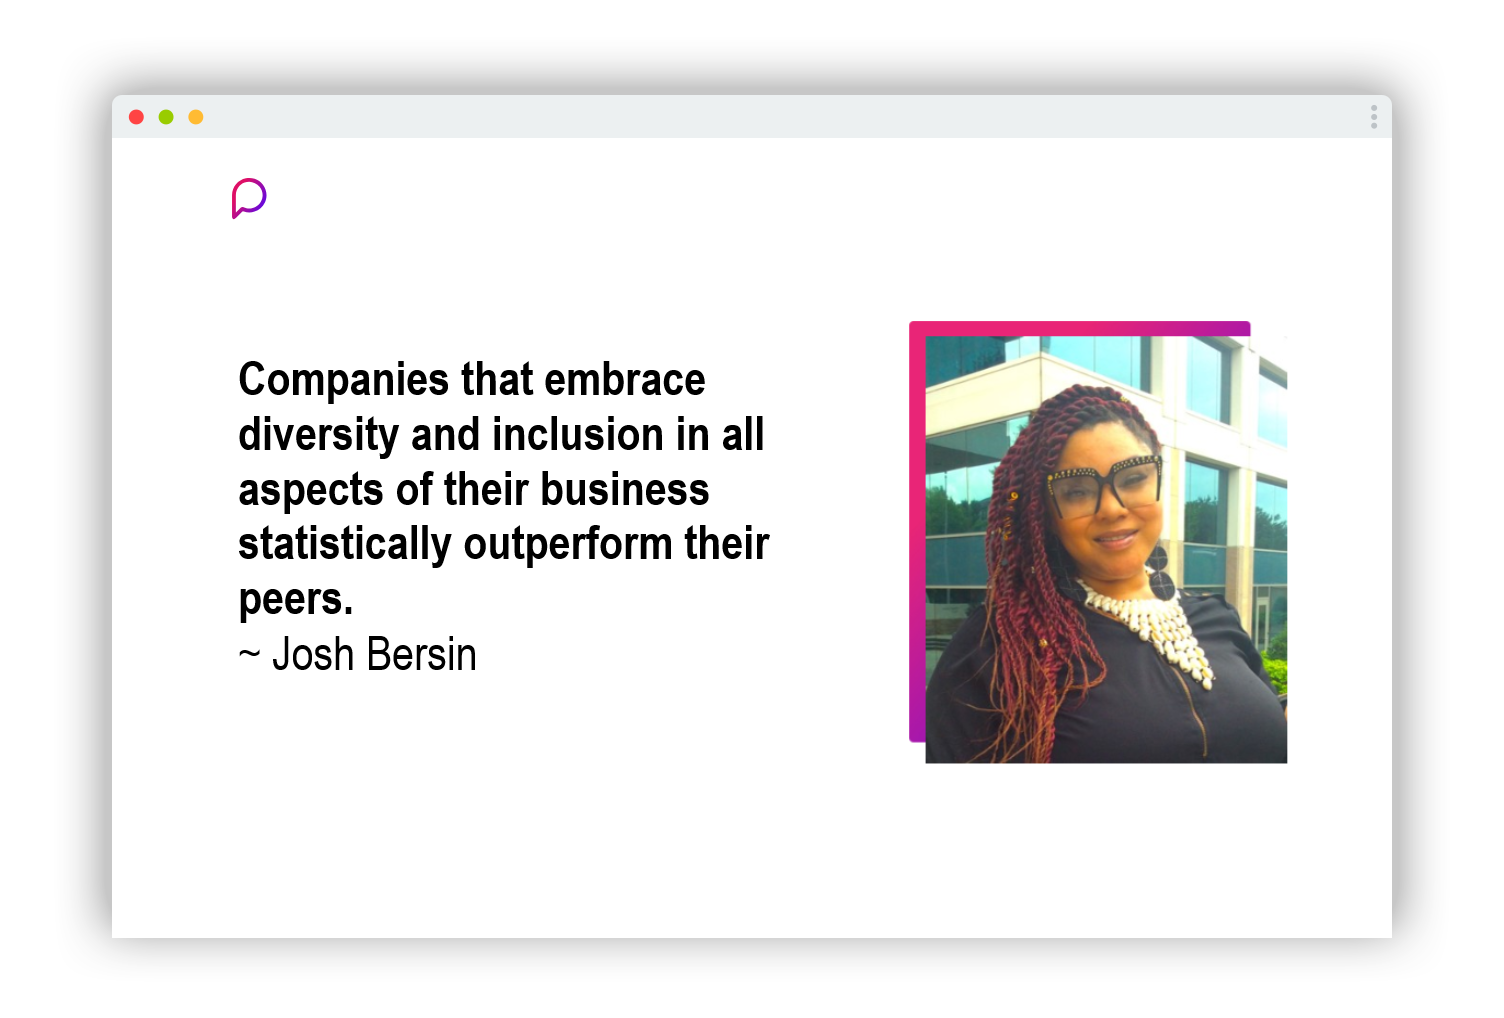 Companies that embrace
diversity and inclusion in all
aspects of their business
statistically outperform their
peers.
~ Josh Bersin